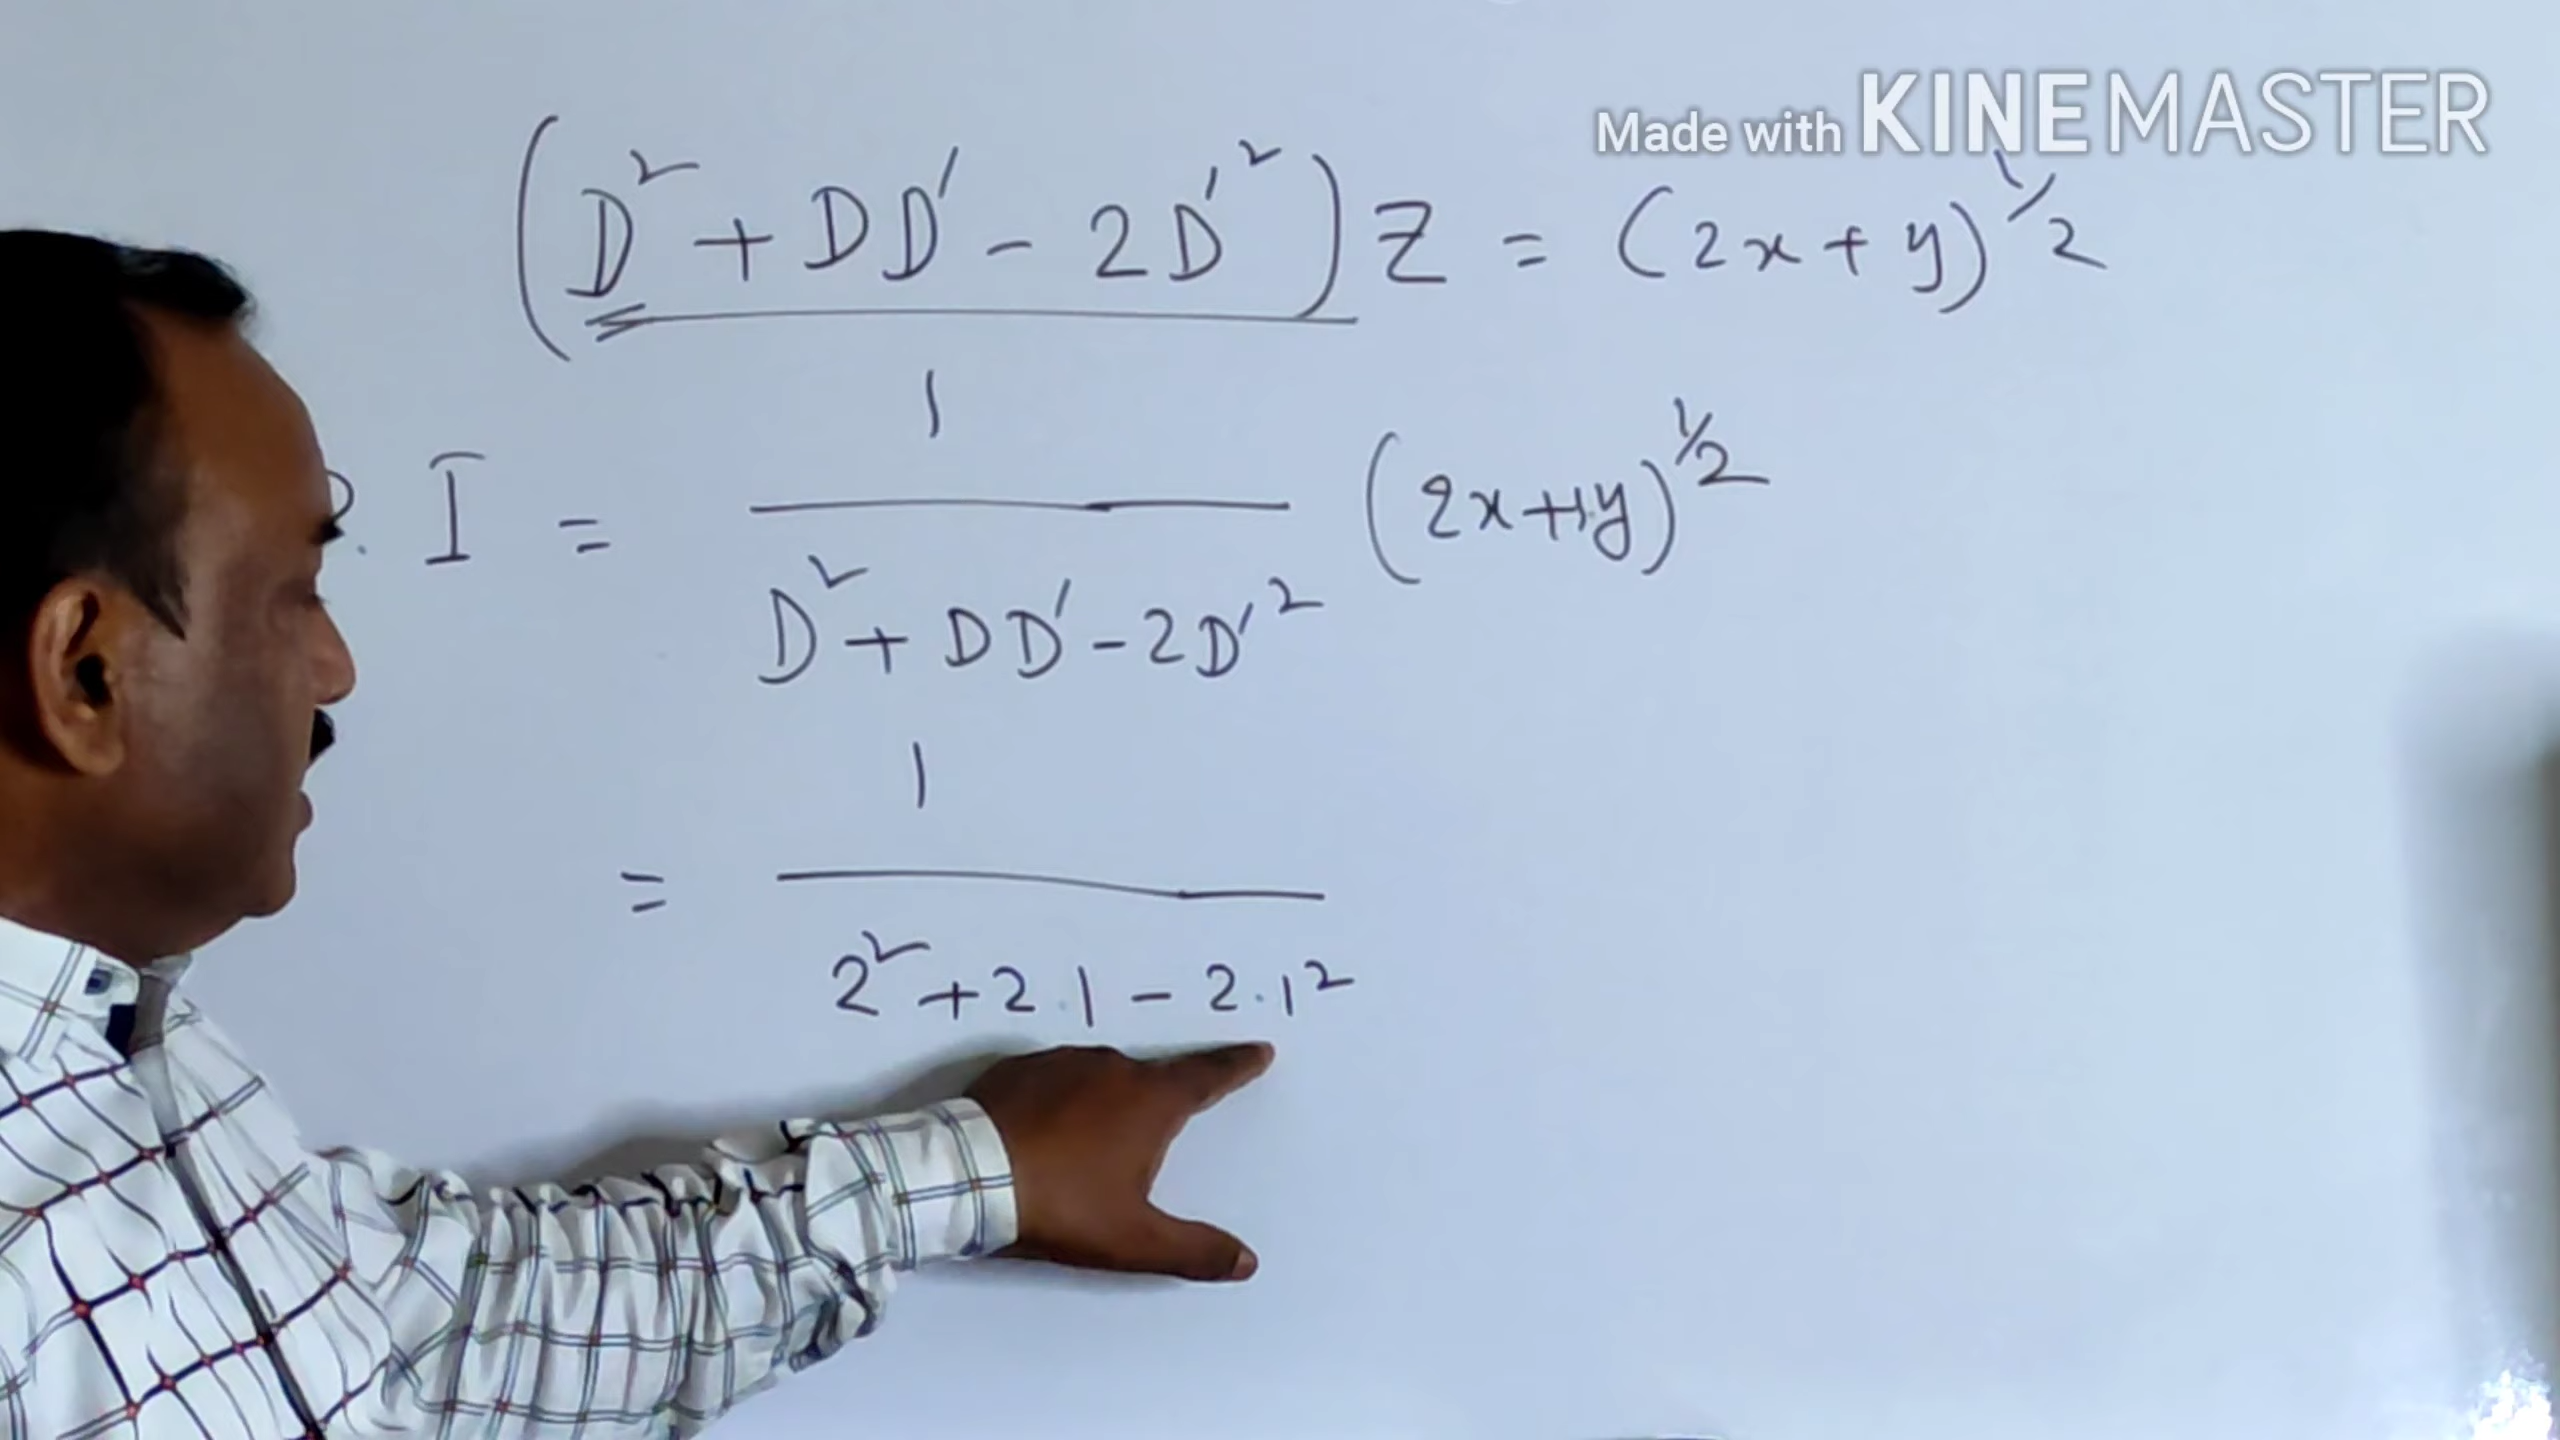 Made with KINEMASTER
(D² + DD′ - 2D′²) Z = (2x + y)^1/2
. I = 1 / D² + DD′ - 2D′² (2x+1.y)^1/2
= 1 / 2² + 2.1 - 2.1²